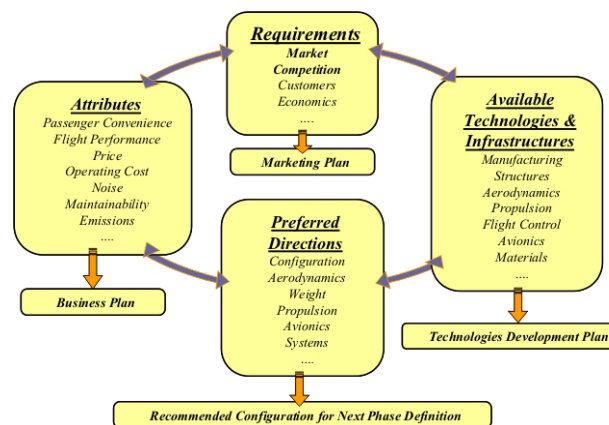 Requirements
Market
Competition
Customers
Economics
....
Marketing Plan
Attributes
Passenger Convenience
Flight Performance
Price
Operating Cost
Noise
Maintainability
Emissions
....
Business Plan
Available
Technologies &
Infrastructures
Manufacturing
Structures
Aerodynamics
Propulsion
Flight Control
Avionics
Materials
....
Technologies Development Plan
Preferred
Directions
Configuration
Aerodynamics
Weight
Propulsion
Avionics
Systems
....
Recommended Configuration for Next Phase Definition